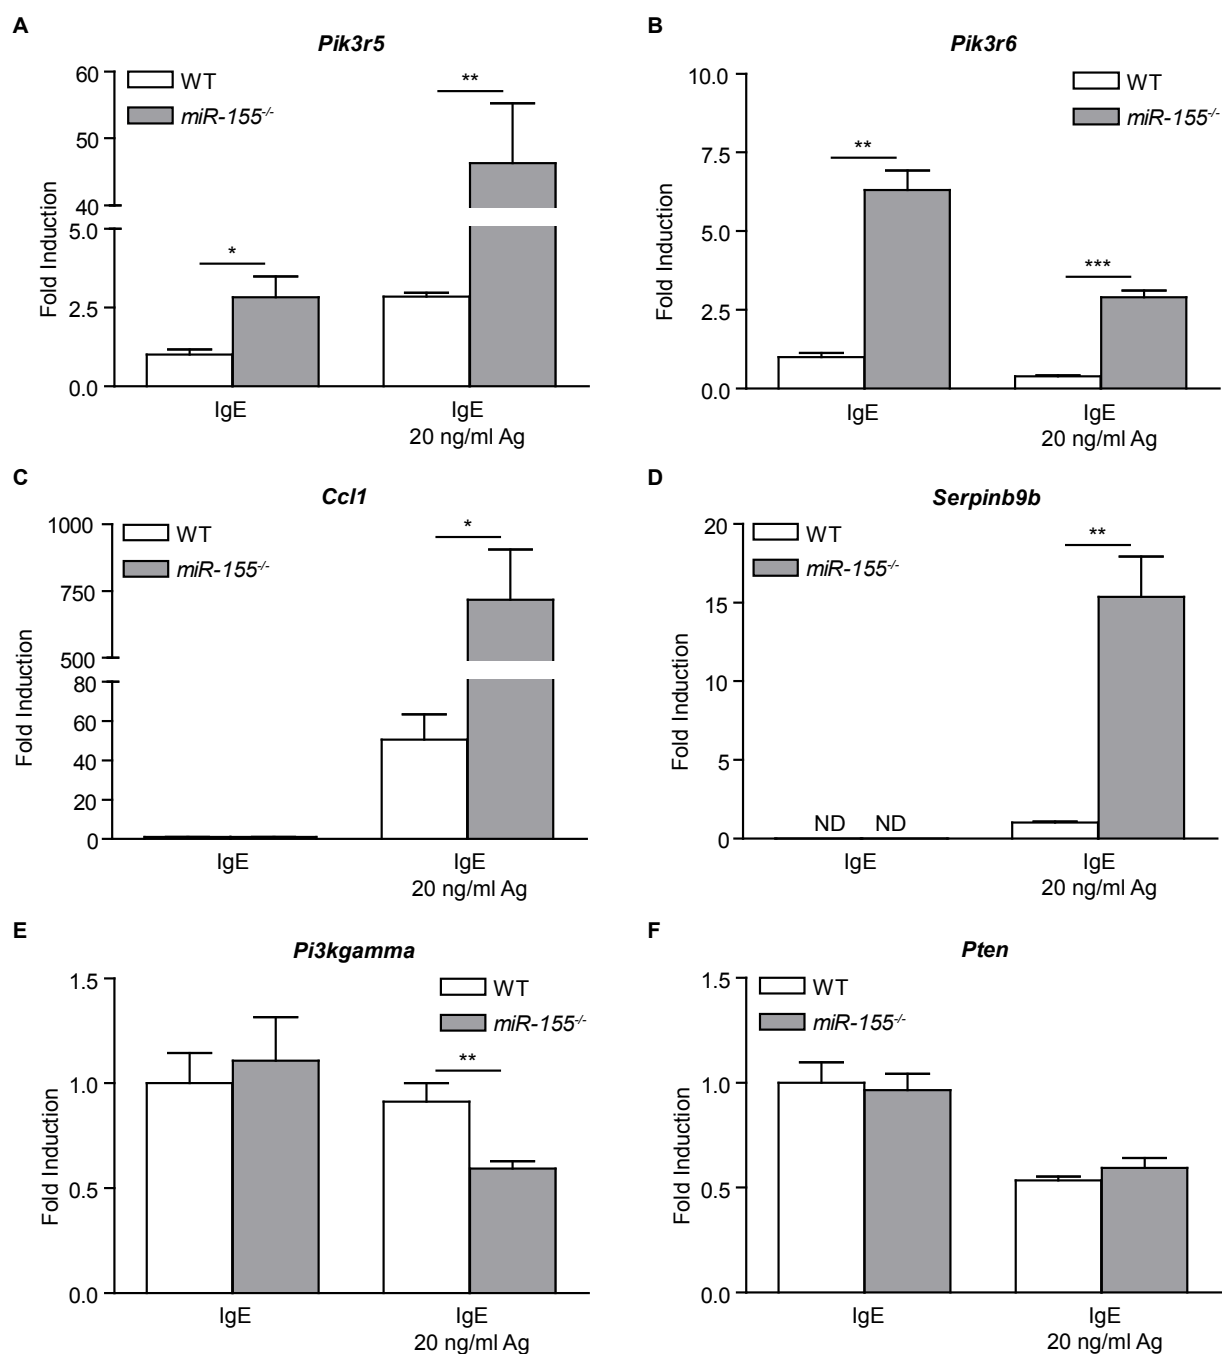 A
Pik3r5
WT
miR-155-/-
Fold Induction
60
50
40
5.0
2.5
0.0
*
**
IgE
IgE
20 ng/ml Ag
B
Pik3r6
WT
miR-155-/-
Fold Induction
10.0
7.5
5.0
2.5
0.0
**
***
IgE
IgE
20 ng/ml Ag
C
Ccl1
WT
miR-155-/-
Fold Induction
1000
750
500
80
60
40
20
0
*
IgE
IgE
20 ng/ml Ag
D
Serpinb9b
WT
miR-155-/-
Fold Induction
20
15
10
5
0
**
ND ND
IgE
IgE
20 ng/ml Ag
E
Pi3kgamma
WT
miR-155-/-
Fold Induction
1.5
1.0
0.5
0.0
**
IgE
IgE
20 ng/ml Ag
F
Pten
WT
miR-155-/-
Fold Induction
1.5
1.0
0.5
0.0
IgE
IgE
20 ng/ml Ag